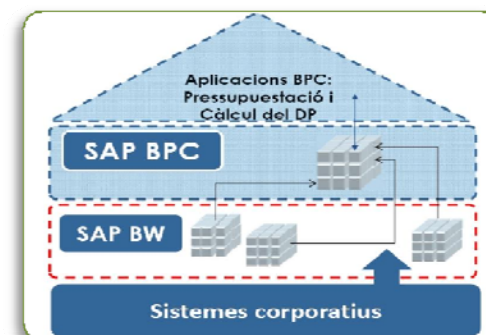 Aplicacions BPC:
Pressupuestació i
Càlcul del DP
SAP BPC
SAP BW
Sistemes corporatius